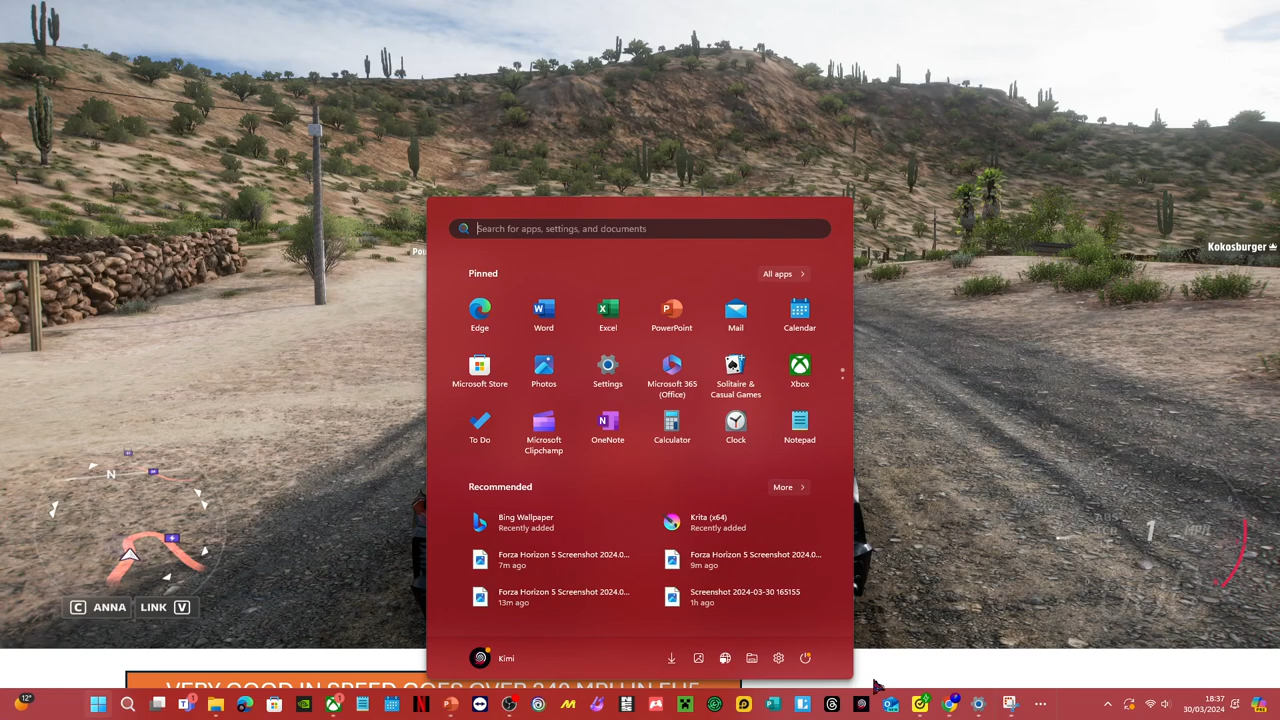 Kokosburger
Search for apps, settings, and documents
Pinned
All apps
Edge
Word
Excel
PowerPoint
Mail
Calendar
Microsoft Store
Photos
Settings
Microsoft 365
(Office)
Solitaire &
Casual Games
Xbox
To Do
Microsoft
Clipchamp
OneNote
Calculator
Clock
Notepad
Recommended
More
Bing Wallpaper
Recently added
Krita (x64)
Recently added
Forza Horizon 5 Screenshot 2024.0...
7m ago
Forza Horizon 5 Screenshot 2024.0...
9m ago
Forza Horizon 5 Screenshot 2024.0...
13m ago
Screenshot 2024-03-30 165155
1h ago
N
1
C ANNA LINK V
Kimi
12°
18:37
30/03/2024